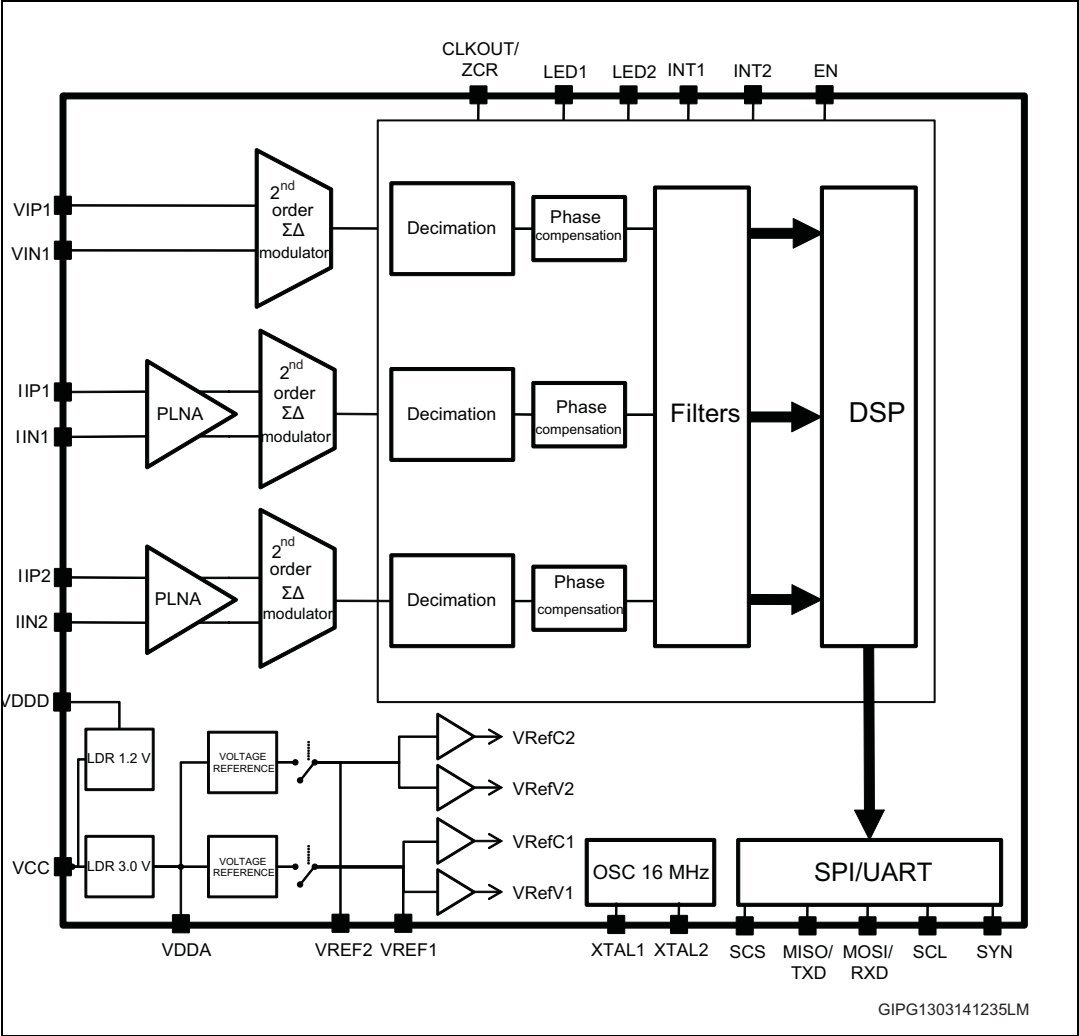 CLKOUT/
ZCR
LED1
LED2
INT1
INT2
EN
VIP1
VIN1
2nd
order
ΣΔ
modulator
Decimation
Phase
compensation
IIP1
IIN1
PLNA
2nd
order
ΣΔ
modulator
Decimation
Phase
compensation
Filters
DSP
IIP2
IIN2
PLNA
2nd
order
ΣΔ
modulator
Decimation
Phase
compensation
VDDD
LDR 1.2 V
VOLTAGE
REFERENCE
VRefC2
VRefV2
VCC
LDR 3.0 V
VOLTAGE
REFERENCE
VRefC1
VRefV1
OSC 16 MHz
SPI/UART
VDDA
VREF2
VREF1
XTAL1
XTAL2
SCS
MISO/
TXD
MOSI/
RXD
SCL
SYN
GIPG1303141235LM